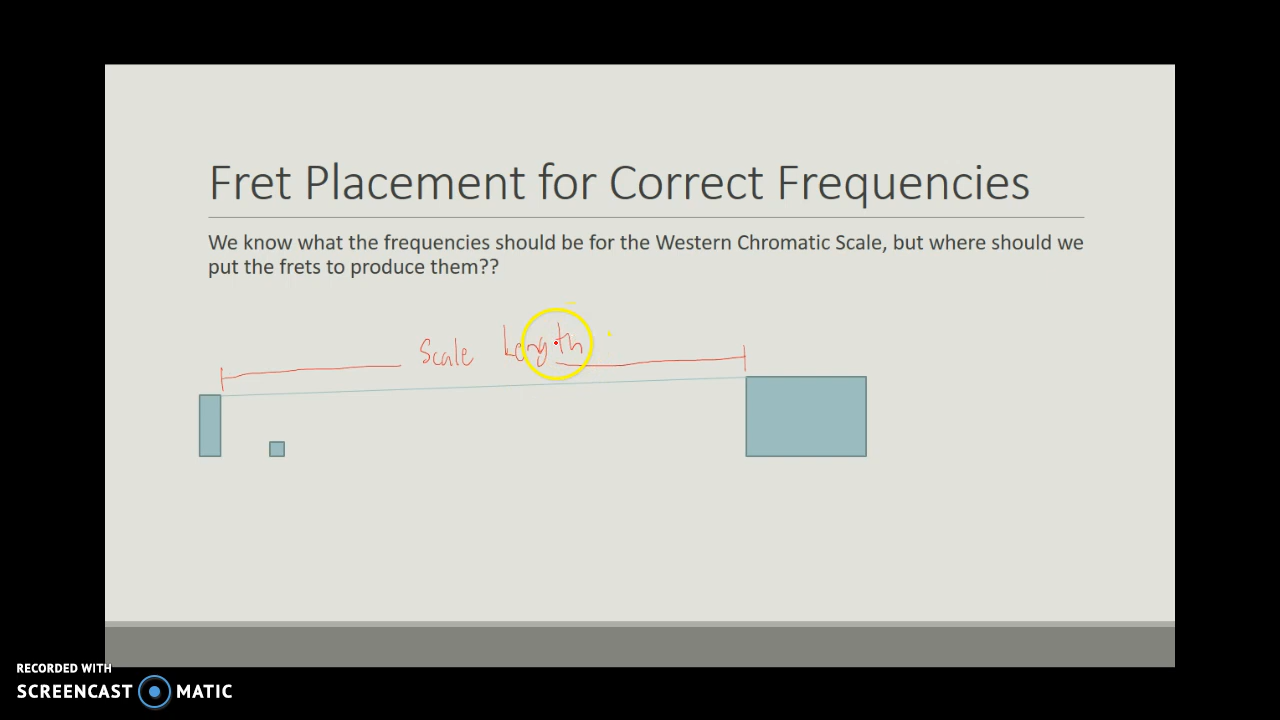 Fret Placement for Correct Frequencies
We know what the frequencies should be for the Western Chromatic Scale, but where should we
put the frets to produce them??
Scale Length
RECORDED WITH
SCREENCAST MATIC